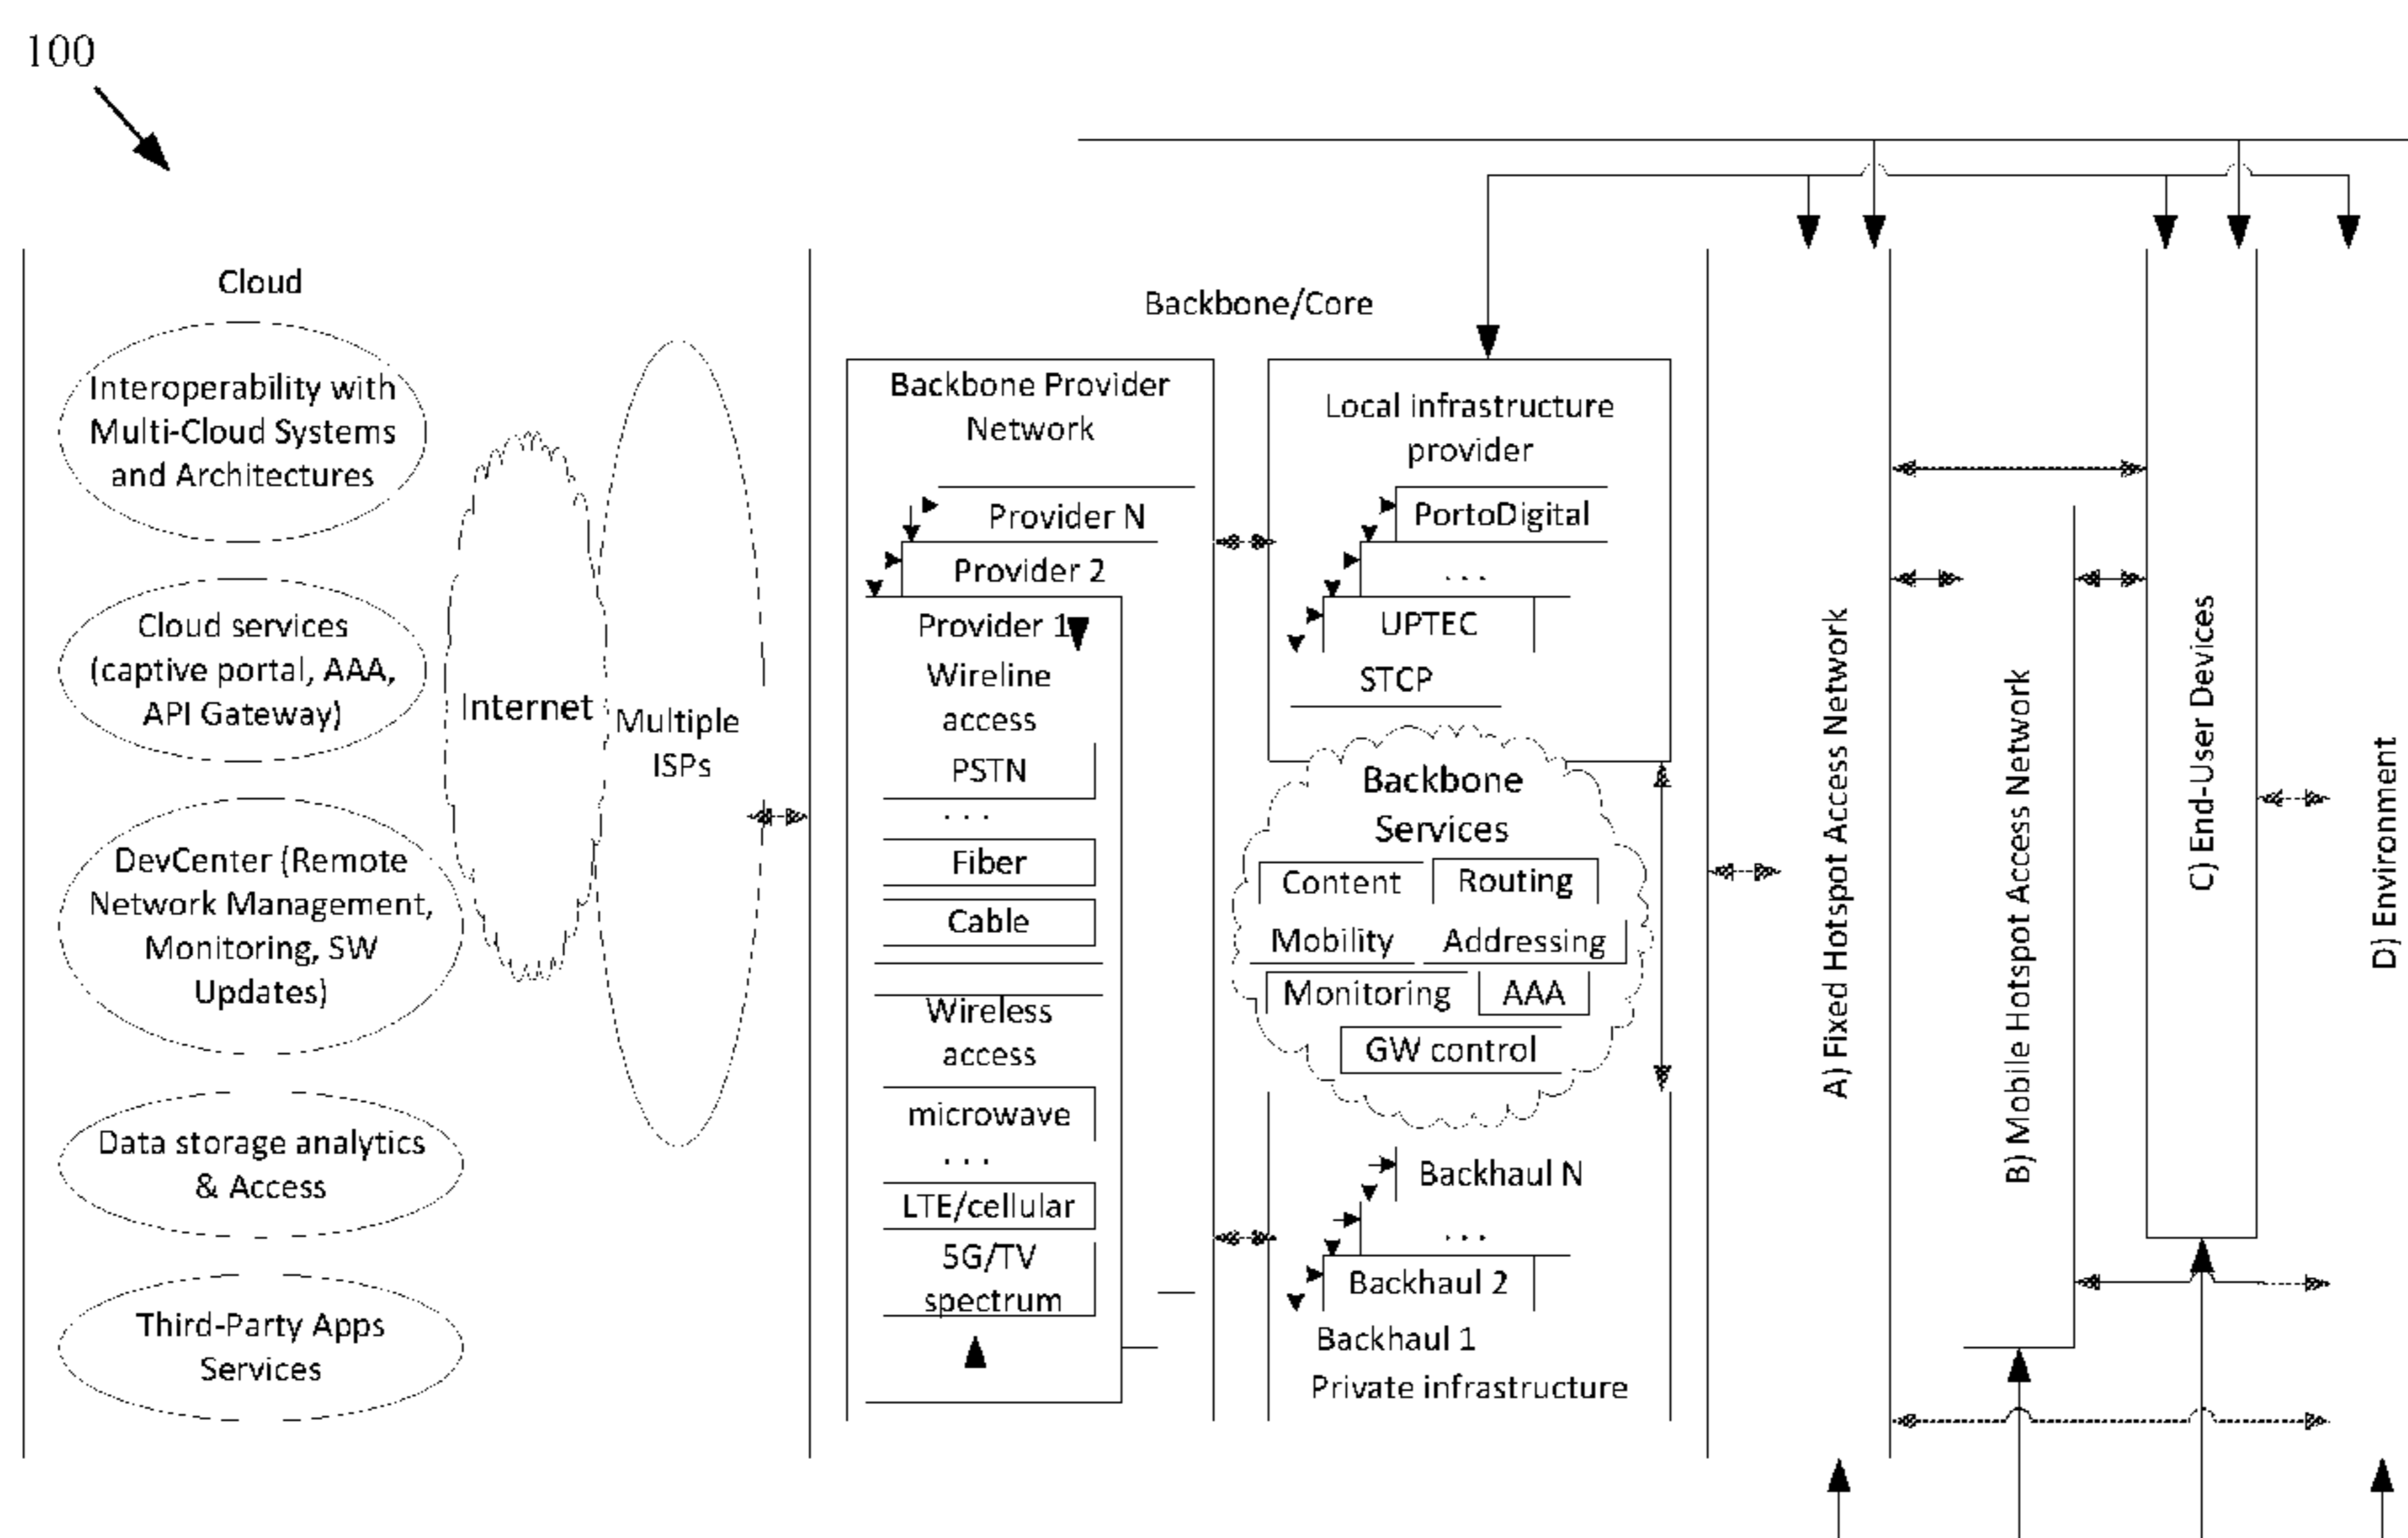 100
Cloud
Interoperability with
Multi-Cloud Systems
and Architectures
Cloud services
(captive portal, AAA,
API Gateway)
DevCenter (Remote
Network Management,
Monitoring, SW
Updates)
Data storage analytics
& Access
Third-Party Apps
Services
Internet
Multiple
ISPs
Backbone/Core
Backbone Provider
Network
Provider N
Provider 2
Provider 1
Wireline
access
PSTN
...
Fiber
Cable
Wireless
access
microwave
...
LTE/cellular
5G/TV
spectrum
Local infrastructure
provider
PortoDigital
...
UPTEC
STCP
Backbone
Services
Content
Routing
Mobility
Addressing
Monitoring
AAA
GW control
Backhaul N
...
Backhaul 2
Backhaul 1
Private infrastructure
A) Fixed Hotspot Access Network
B) Mobile Hotspot Access Network
C) End-User Devices
D) Environment